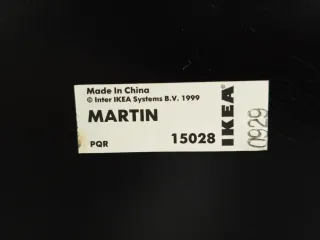 Made In China
© Inter IKEA Systems B.V. 1999
MARTIN
PQR 15028
IKEA
0929